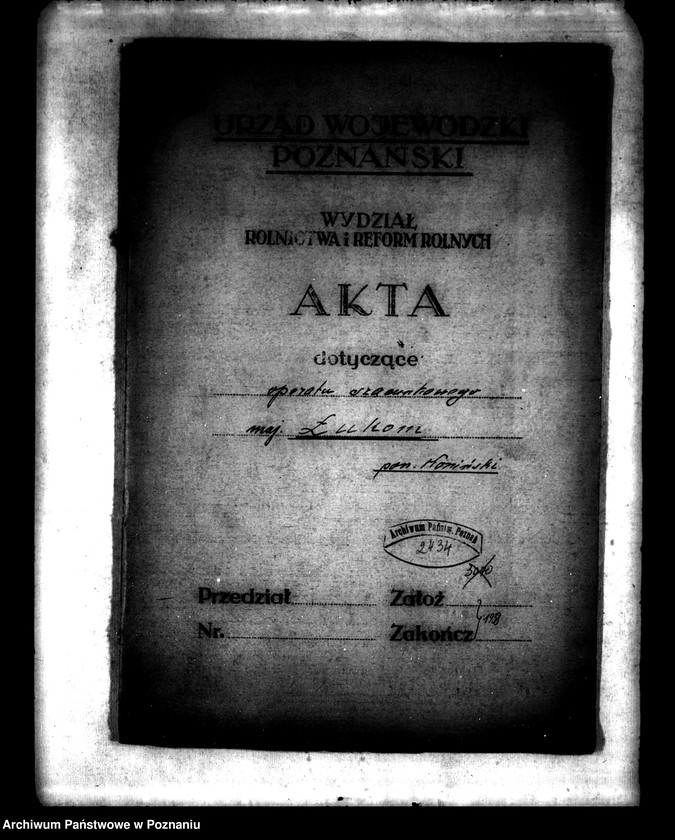 URZĄD WOJEWÓDZKI
POZNAŃSKI
WYDZIAŁ
ROLNICTWA i REFORM ROLNYCH
AKTA
dotyczące
operatu szacunkowego
maj. Łukom
pow. Koniński
Archiwum Państw. Poznań
2434
Przedział Założ
Nr. Zakończ
Archiwum Państwowe w Poznaniu